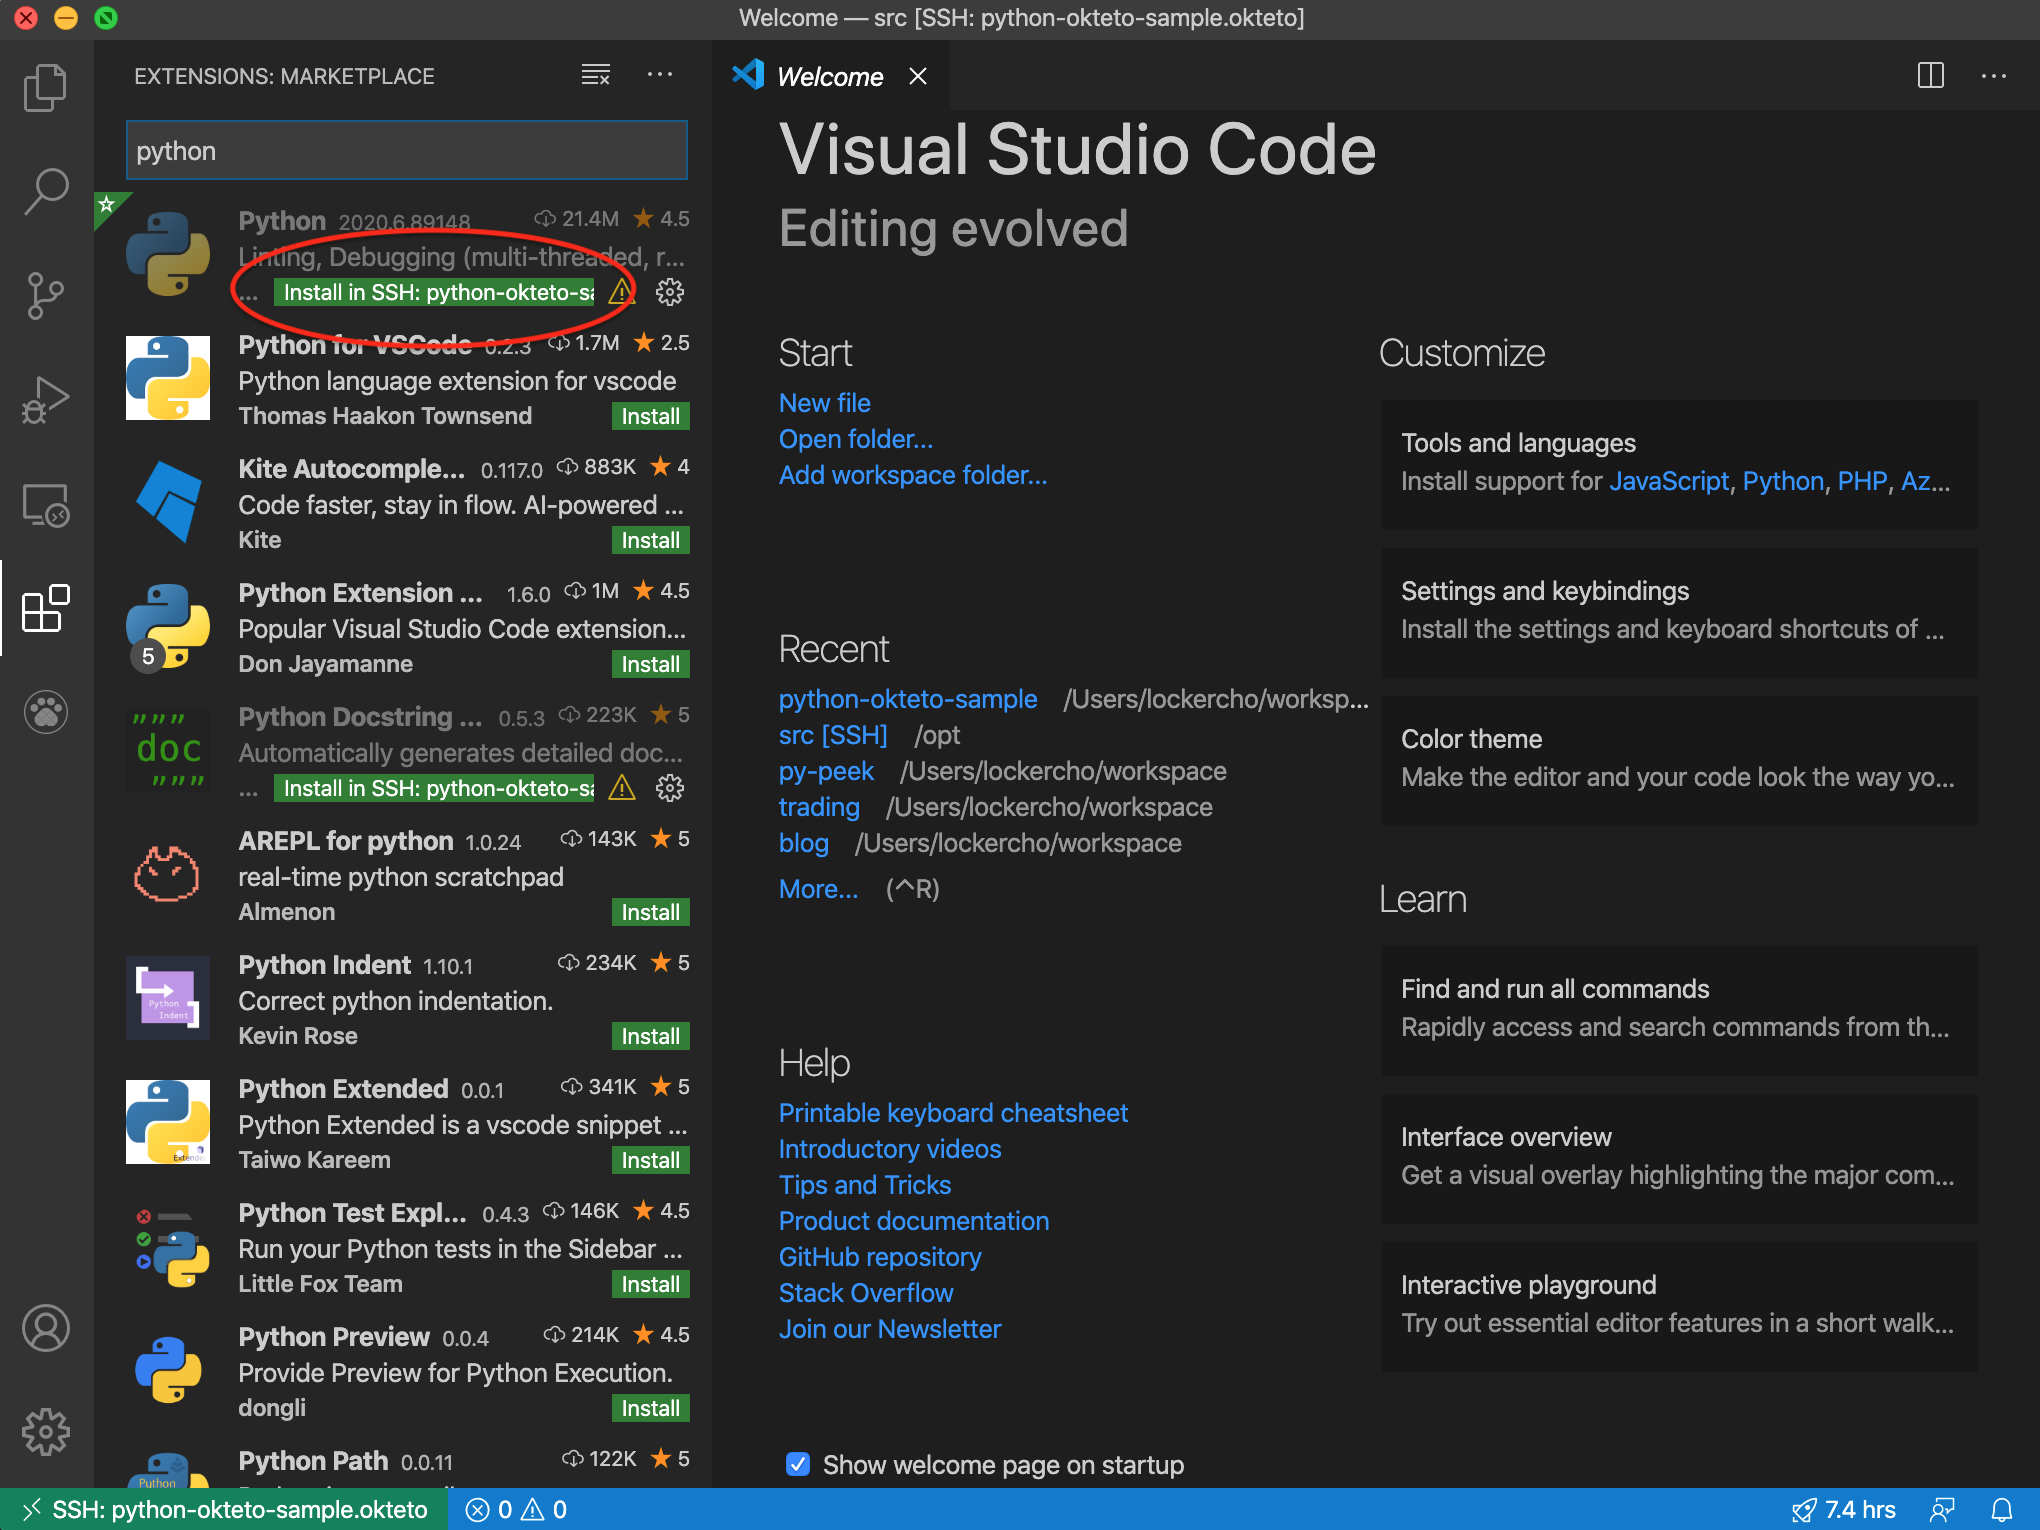 Welcome — src [SSH: python-okteto-sample.okteto]
EXTENSIONS: MARKETPLACE
python
Python 2020.6.89148 21.4M 4.5
Linting, Debugging (multi-threaded, r...
... Install in SSH: python-okteto-sa
Python for VSCode 0.2.3 1.7M 2.5
Python language extension for vscode
Thomas Haakon Townsend Install
Kite Autocomple... 0.117.0 883K 4
Code faster, stay in flow. AI-powered ...
Kite Install
Python Extension ... 1.6.0 1M 4.5
Popular Visual Studio Code extension...
5
Don Jayamanne Install
"""
doc
"""
Python Docstring ... 0.5.3 223K 5
Automatically generates detailed doc...
... Install in SSH: python-okteto-sa
AREPL for python 1.0.24 143K 5
real-time python scratchpad
Almenon Install
Python Indent 1.10.1 234K 5
Correct python indentation.
Python
Indent
Kevin Rose Install
Python Extended 0.0.1 341K 5
Python Extended is a vscode snippet ...
Taiwo Kareem Install
Python Test Expl... 0.4.3 146K 4.5
Run your Python tests in the Sidebar ...
Little Fox Team Install
Python Preview 0.0.4 214K 4.5
Provide Preview for Python Execution.
dongli Install
Python Path 0.0.11 122K 5
Python
Welcome
Visual Studio Code
Editing evolved
Start
New file
Open folder...
Add workspace folder...
Recent
python-okteto-sample /Users/lockercho/worksp...
src [SSH] /opt
py-peek /Users/lockercho/workspace
trading /Users/lockercho/workspace
blog /Users/lockercho/workspace
More... (^R)
Help
Printable keyboard cheatsheet
Introductory videos
Tips and Tricks
Product documentation
GitHub repository
Stack Overflow
Join our Newsletter
Show welcome page on startup
Customize
Tools and languages
Install support for JavaScript, Python, PHP, Az...
Settings and keybindings
Install the settings and keyboard shortcuts of ...
Color theme
Make the editor and your code look the way yo...
Learn
Find and run all commands
Rapidly access and search commands from th...
Interface overview
Get a visual overlay highlighting the major com...
Interactive playground
Try out essential editor features in a short walk...
SSH: python-okteto-sample.okteto 0 0 7.4 hrs